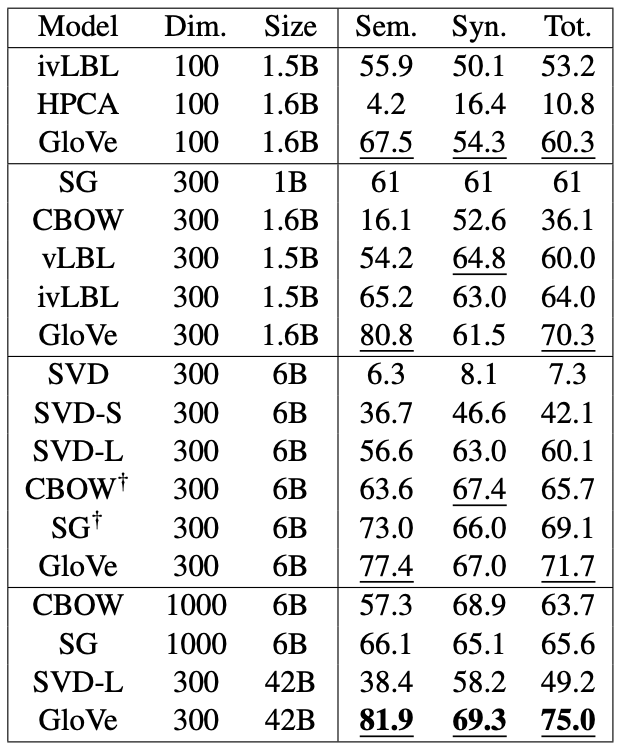 Model Dim. Size Sem. Syn. Tot.
ivLBL 100 1.5B 55.9 50.1 53.2
HPCA 100 1.6B 4.2 16.4 10.8
GloVe 100 1.6B 67.5 54.3 60.3
SG 300 1B 61 61 61
CBOW 300 1.6B 16.1 52.6 36.1
vLBL 300 1.5B 54.2 64.8 60.0
ivLBL 300 1.5B 65.2 63.0 64.0
GloVe 300 1.6B 80.8 61.5 70.3
SVD 300 6B 6.3 8.1 7.3
SVD-S 300 6B 36.7 46.6 42.1
SVD-L 300 6B 56.6 63.0 60.1
CBOW† 300 6B 63.6 67.4 65.7
SG† 300 6B 73.0 66.0 69.1
GloVe 300 6B 77.4 67.0 71.7
CBOW 1000 6B 57.3 68.9 63.7
SG 1000 6B 66.1 65.1 65.6
SVD-L 300 42B 38.4 58.2 49.2
GloVe 300 42B 81.9 69.3 75.0